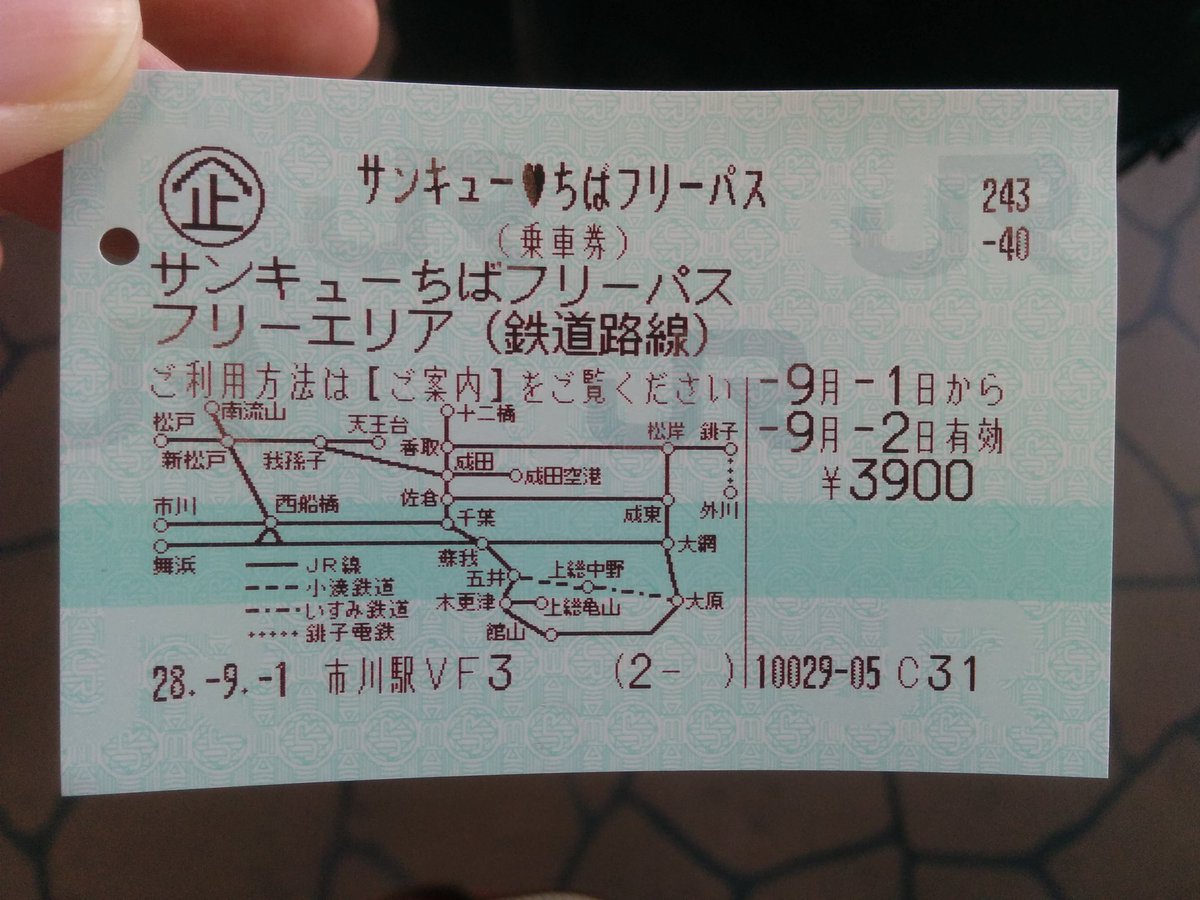 企 サンキュー♥ちばフリーパス 243
(乗車券) -40
サンキューちばフリーパス
フリーエリア(鉄道路線)
ご利用方法は【ご案内】をご覧ください
-9月-1日から
-9月-2日有効
¥3900
南流山 十二橋
松戸 天王台 香取 松岸 銚子
新松戸 我孫子 成田 成田空港
市川 西船橋 佐倉 千葉 成東 外川
舞浜 蘇我 大網
JR線 五井 上総中野
小湊鉄道 木更津 上総亀山 大原
いすみ鉄道
銚子電鉄 館山
28.-9.-1 市川駅VF3 (2- ) 10029-05 C31
JR